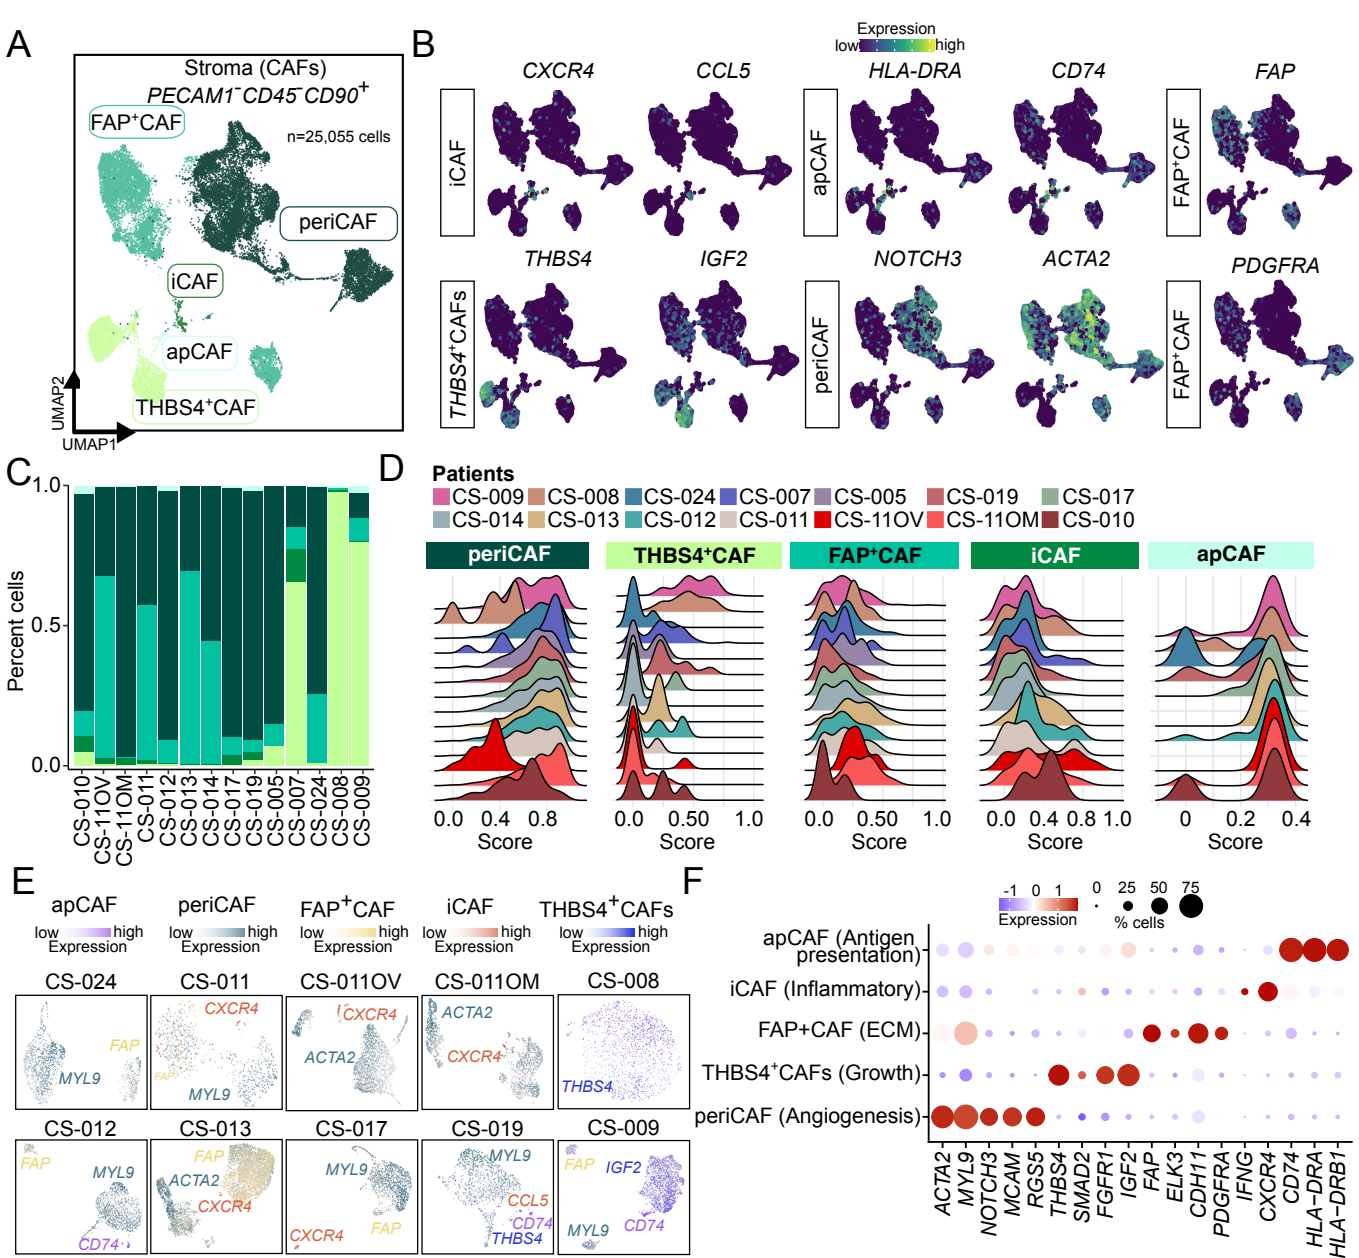 A
Stroma (CAFs)
PECAM1-CD45-CD90+
FAP+CAF
n=25,055 cells
periCAF
iCAF
apCAF
THBS4+CAF
UMAP2
UMAP1
B
Expression
low high
iCAF
CXCR4
CCL5
apCAF
HLA-DRA
CD74
FAP+CAF
FAP
THBS4+CAFs
THBS4
IGF2
periCAF
NOTCH3
ACTA2
FAP+CAF
PDGFRA
C
Percent cells
1.0
0.5
0.0
CS-010
CS-11OV
CS-11OM
CS-011
CS-012
CS-013
CS-014
CS-017
CS-019
CS-005
CS-007
CS-024
CS-008
CS-009
D
Patients
CS-009 CS-008 CS-024 CS-007 CS-005 CS-019 CS-017
CS-014 CS-013 CS-012 CS-011 CS-11OV CS-11OM CS-010
periCAF THBS4+CAF FAP+CAF iCAF apCAF
0.0 0.4 0.8
0.0 0.50 1.0
0.0 0.50 1.0
0.0 0.4 0.8 1.0
0 0.2 0.4
Score Score Score Score Score
E
apCAF
low high
Expression
periCAF
low high
Expression
FAP+CAF
low high
Expression
iCAF
low high
Expression
THBS4+CAFs
low high
Expression
CS-024
MYL9
FAP
CS-011
CXCR4
FAP
MYL9
CS-011OV
CXCR4
ACTA2
CS-011OM
ACTA2
CXCR4
CS-008
THBS4
CS-012
FAP
MYL9
CD74
CS-013
FAP
ACTA2
CXCR4
CS-017
MYL9
FAP
CXCR4
CS-019
MYL9
CCL5
CD74
THBS4
CS-009
FAP
IGF2
CD74
MYL9
F
-1 0 1
Expression
0 25 50 75
% cells
apCAF (Antigen
presentation)
iCAF (Inflammatory)
FAP+CAF (ECM)
THBS4+CAFs (Growth)
periCAF (Angiogenesis)
ACTA2
MYL9
NOTCH3
MCAM
RGS5
THBS4
SMAD2
FGFR1
IGF2
FAP
ELK3
CDH11
PDGFRA
IFNG
CXCR4
CD74
HLA-DRA
HLA-DRB1